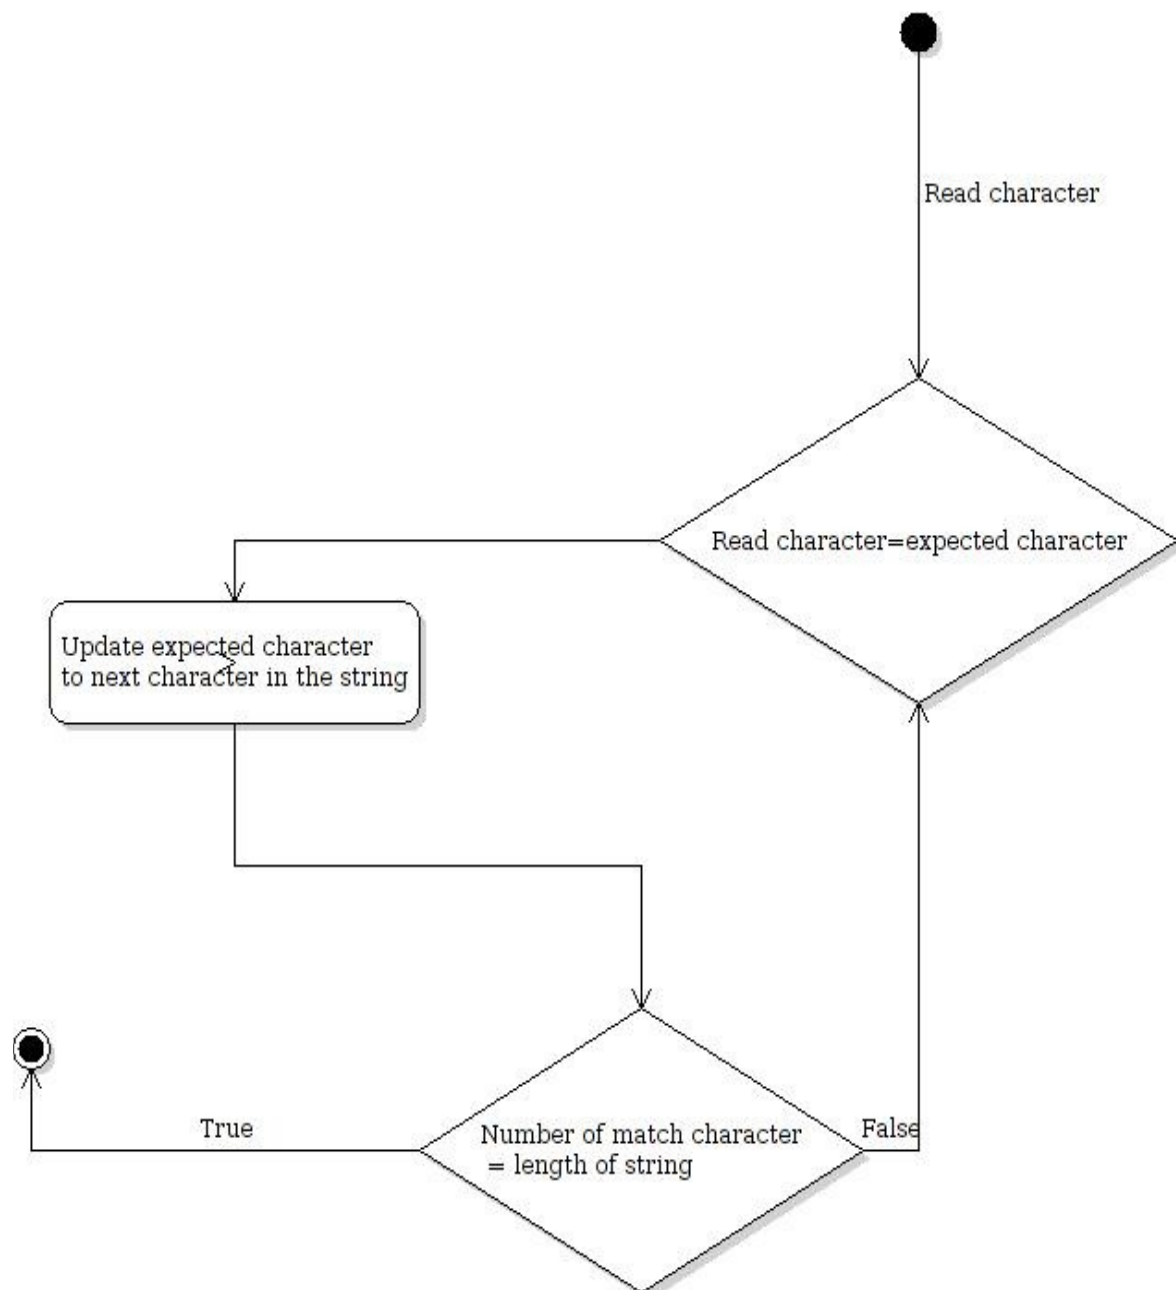 Read character
Read character=expected character
Update expected character
to next character in the string
True
False
Number of match character
= length of string